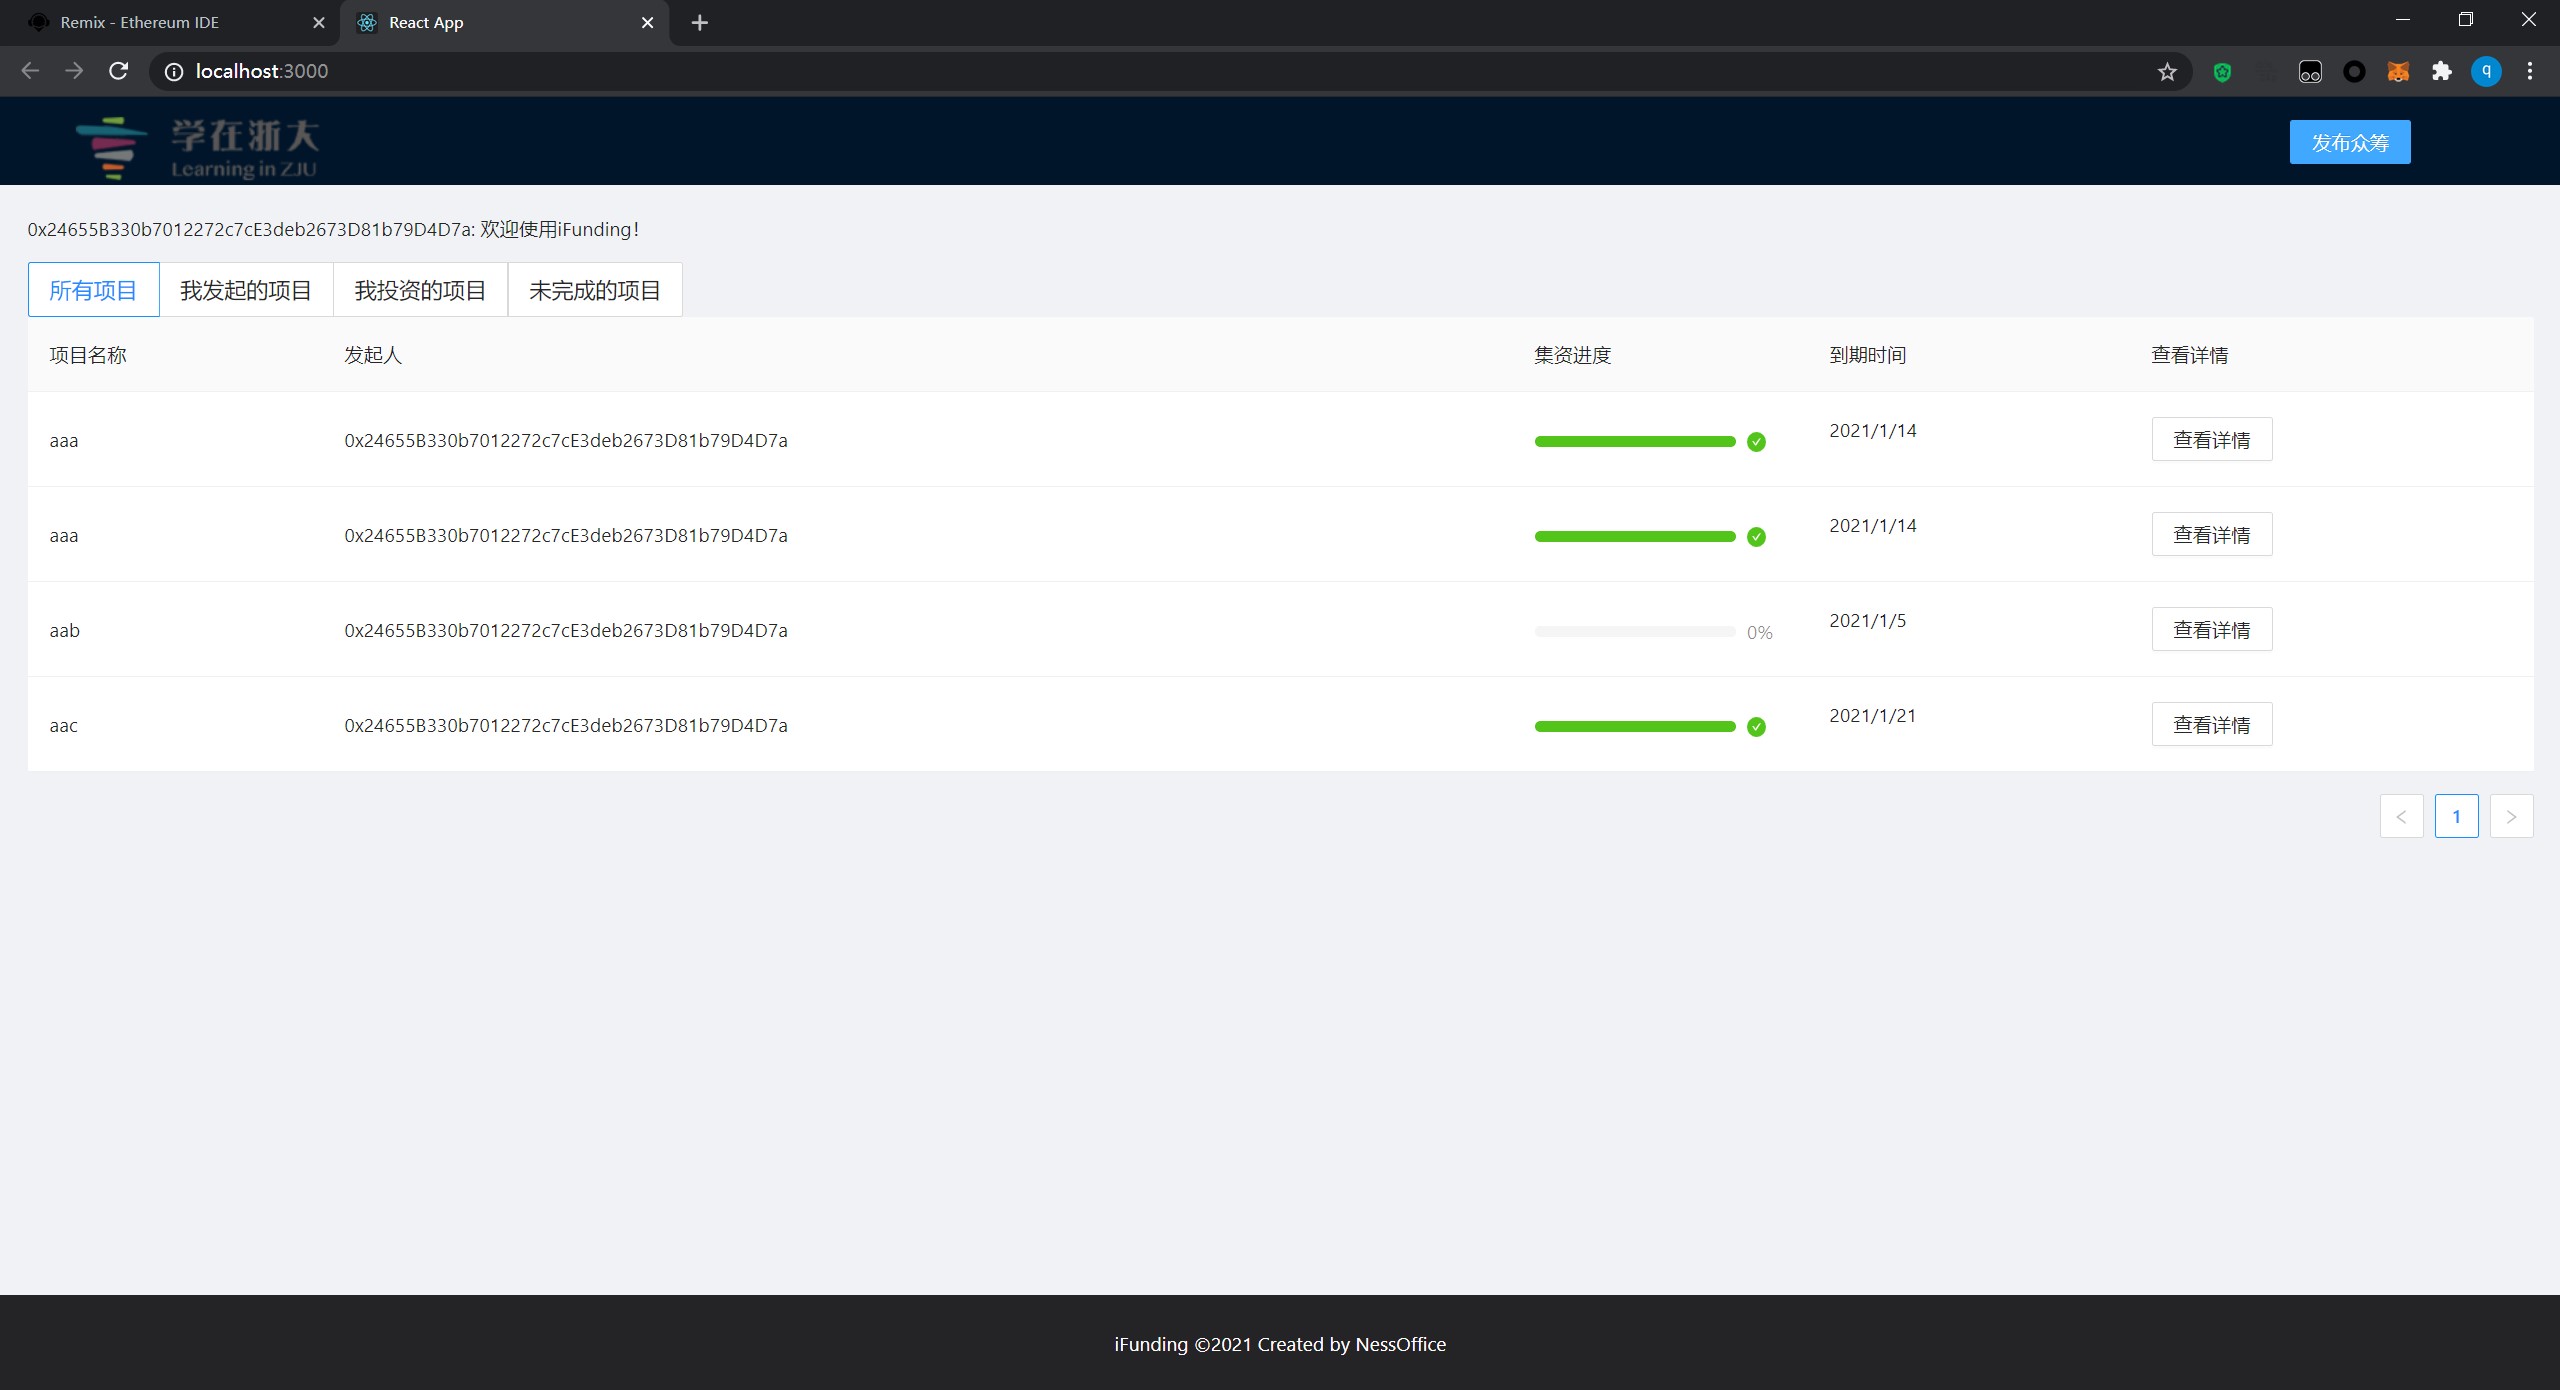 Remix - Ethereum IDE
React App
localhost:3000
q
学在浙大
Learning in ZJU
发布众筹
0x24655B330b7012272c7cE3deb2673D81b79D4D7a: 欢迎使用iFunding！
所有项目 我发起的项目 我投资的项目 未完成的项目
项目名称 发起人 集资进度 到期时间 查看详情
aaa 0x24655B330b7012272c7cE3deb2673D81b79D4D7a 2021/1/14 查看详情
aaa 0x24655B330b7012272c7cE3deb2673D81b79D4D7a 2021/1/14 查看详情
aab 0x24655B330b7012272c7cE3deb2673D81b79D4D7a 0% 2021/1/5 查看详情
aac 0x24655B330b7012272c7cE3deb2673D81b79D4D7a 2021/1/21 查看详情
< 1 >
iFunding ©2021 Created by NessOffice